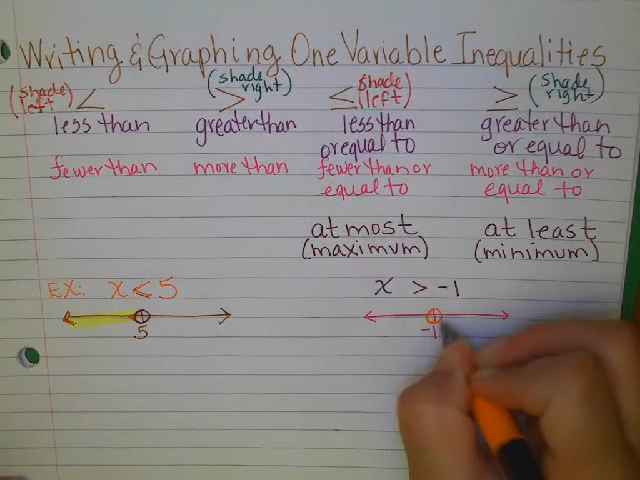 Writing & Graphing One Variable Inequalities
(shade left) < (shade right) > ≤ (shade left) ≥ (shade right)
less than greater than less than or equal to greater than or equal to
fewer than more than fewer than or equal to more than or equal to
at most (maximum) at least (minimum)
EX: x < 5 x > -1
5 -1